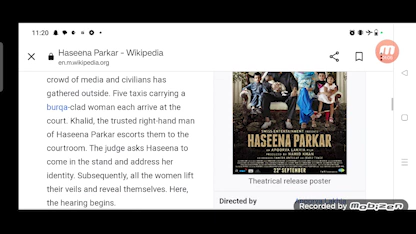 11:20
Haseena Parkar – Wikipedia
en.m.wikipedia.org
crowd of media and civilians has
gathered outside. Five taxis carrying a
burqa-clad woman each arrive at the
court. Khalid, the trusted right-hand man
of Haseena Parkar escorts them to the
courtroom. The judge asks Haseena to
come in the stand and address her
identity. Subsequently, all the women lift
their veils and reveal themselves. Here,
the hearing begins.
HASEENA PARKAR
22nd SEPTEMBER
Theatrical release poster
Directed by
Recorded by
MOBIZEN